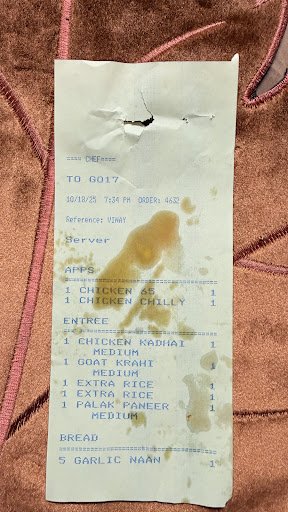 ==== CHEF====
TO GO17
10/18/25 7:34 PM ORDER: 4632
Reference: VINAY
Server
APPS
1 CHICKEN 65 1
1 CHICKEN CHILLY 1
ENTREE
1 CHICKEN KADHAI 1
MEDIUM
1 GOAT KRAHI 1
MEDIUM
1 EXTRA RICE 1
1 EXTRA RICE 1
1 PALAK PANEER 1
MEDIUM
BREAD
5 GARLIC NAAN 1